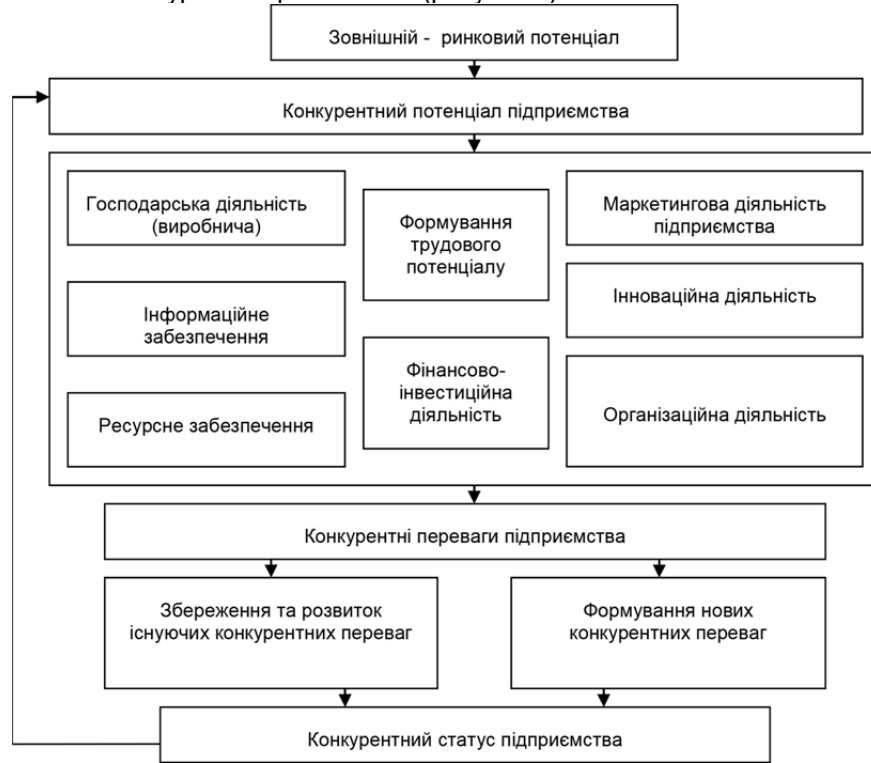 Зовнішній - ринковий потенціал
Конкурентний потенціал підприємства
Господарська діяльність
(виробнича)
Інформаційне
забезпечення
Ресурсне забезпечення
Формування
трудового
потенціалу
Фінансово-
інвестиційна
діяльність
Маркетингова діяльність
підприємства
Інноваційна діяльність
Організаційна діяльність
Конкурентні переваги підприємства
Збереження та розвиток
існуючих конкурентних переваг
Формування нових
конкурентних переваг
Конкурентний статус підприємства